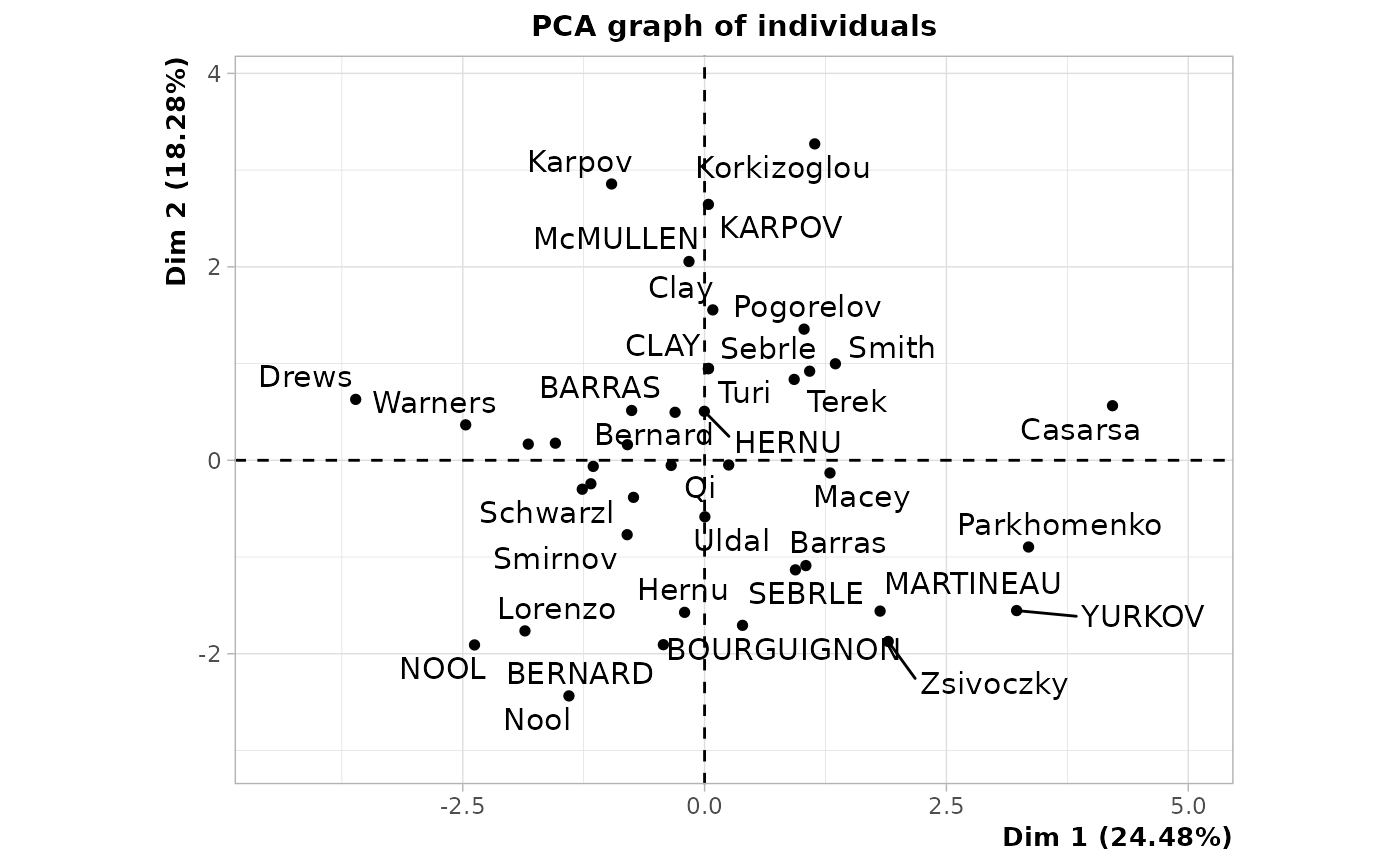 PCA graph of individuals
Dim 2 (18.28%)
4
Karpov
Korkizoglou
KARPOV
McMULLEN
2
Clay
Pogorelov
CLAY
Sebrle
Smith
Drews
BARRAS
Turi
Terek
Warners
Casarsa
Bernard
HERNU
0
Qi
Macey
Schwarzl
Parkhomenko
Uldal
Barras
Smirnov
MARTINEAU
Hernu
SEBRLE
Lorenzo
YURKOV
BOURGUIGNON
-2
NOOL
BERNARD
Zsivoczky
Nool
-2.5
0.0
2.5
5.0
Dim 1 (24.48%)